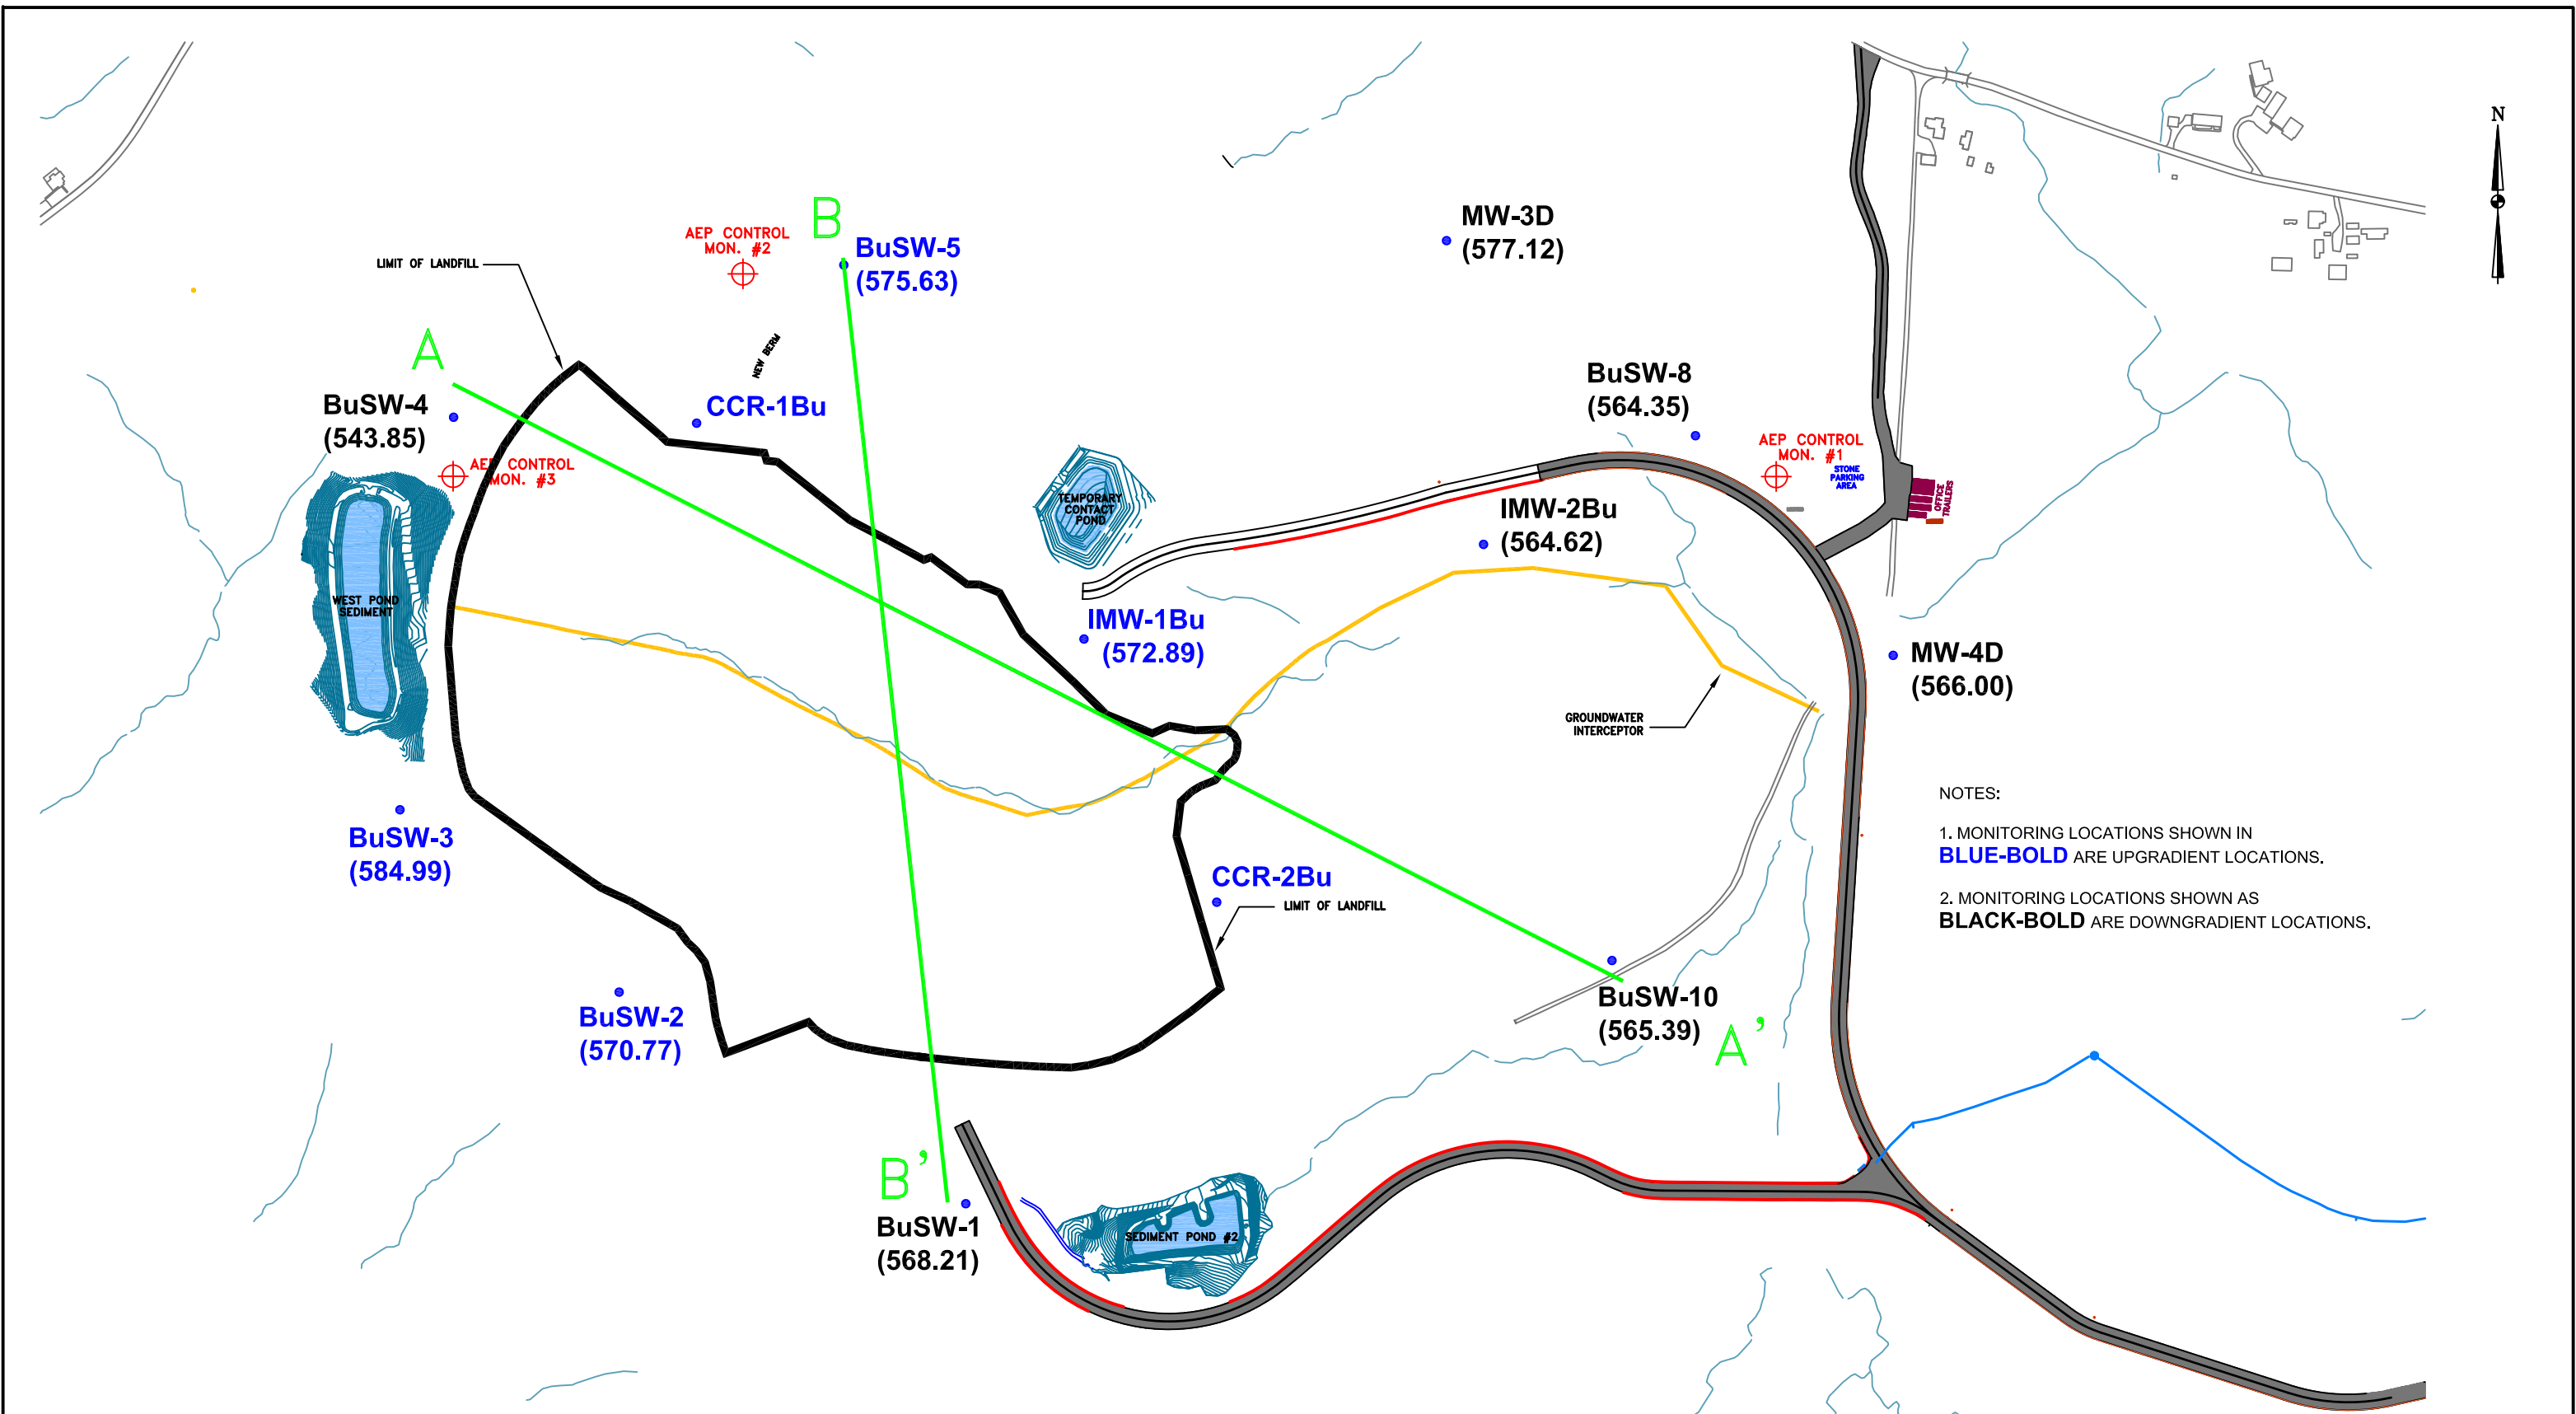 N
MW-3D
(577.12)
B
AEP CONTROL
MON. #2
BuSW-5
(575.63)
LIMIT OF LANDFILL
A
NEW BERM
BuSW-8
(564.35)
BuSW-4
(543.85)
CCR-1Bu
AEP CONTROL
MON. #1
STONE
PARKING
AREA
OFFICE
TRAILERS
AEP CONTROL
MON. #3
TEMPORARY
CONTACT
POND
IMW-2Bu
(564.62)
WEST POND
SEDIMENT
IMW-1Bu
(572.89)
MW-4D
(566.00)
GROUNDWATER
INTERCEPTOR
NOTES:
1. MONITORING LOCATIONS SHOWN IN
BLUE-BOLD ARE UPGRADIENT LOCATIONS.
2. MONITORING LOCATIONS SHOWN AS
BLACK-BOLD ARE DOWNGRADIENT LOCATIONS.
BuSW-3
(584.99)
CCR-2Bu
LIMIT OF LANDFILL
BuSW-2
(570.77)
BuSW-10
(565.39)
A'
B'
BuSW-1
(568.21)
SEDIMENT POND #2